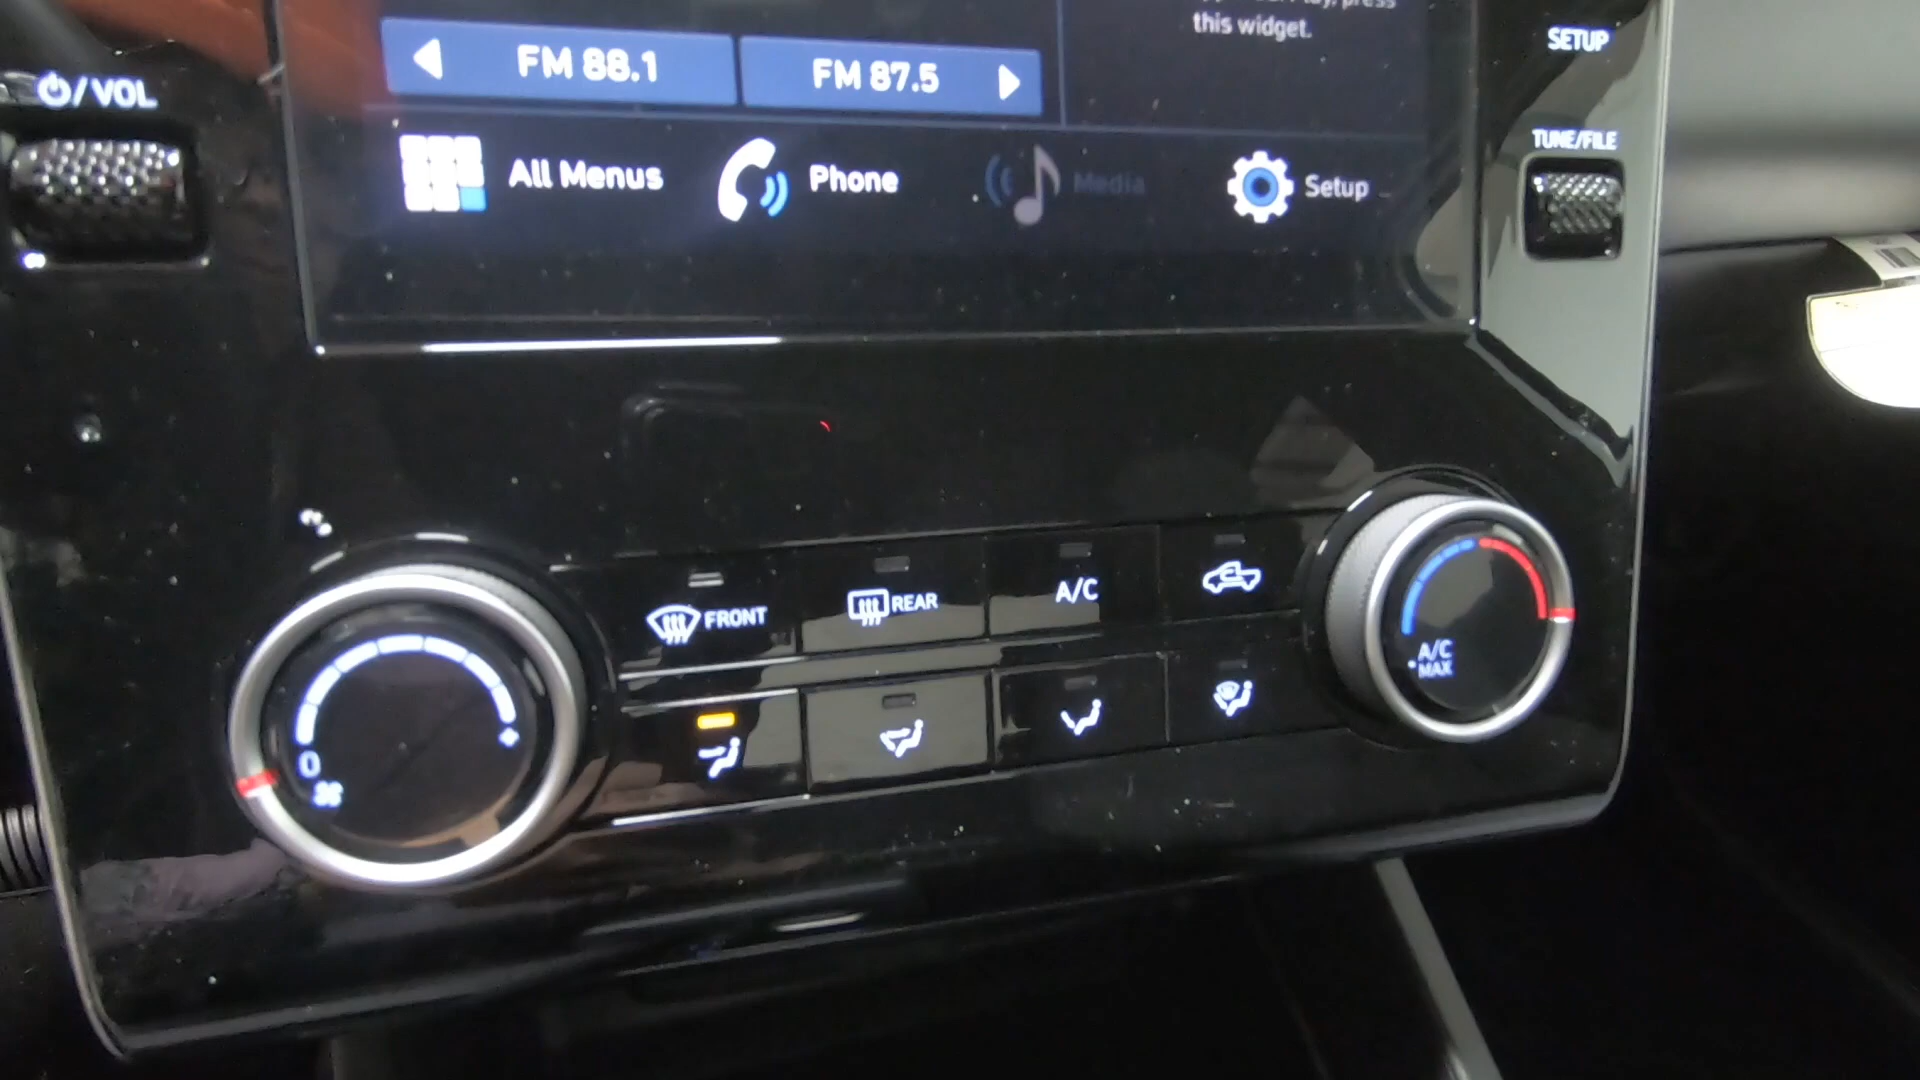 this widget.
SETUP
FM 88.1
FM 87.5
/VOL
TUNE/FILE
All Menus
Phone
Media
Setup
FRONT
REAR
A/C
A/C
MAX
0